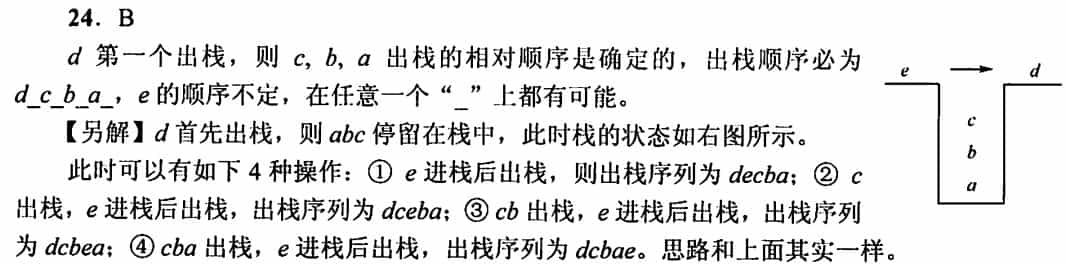 24．B
d 第一个出栈，则 c, b, a 出栈的相对顺序是确定的，出栈顺序必为
d_c_b_a_，e 的顺序不定，在任意一个“_”上都有可能。
【另解】d 首先出栈，则 abc 停留在栈中，此时栈的状态如右图所示。
此时可以有如下 4 种操作：① e 进栈后出栈，则出栈序列为 decba；② c
出栈，e 进栈后出栈，出栈序列为 dceba；③ cb 出栈，e 进栈后出栈，出栈序列
为 dcbea；④ cba 出栈，e 进栈后出栈，出栈序列为 dcbae。思路和上面其实一样。
e d
c
b
a